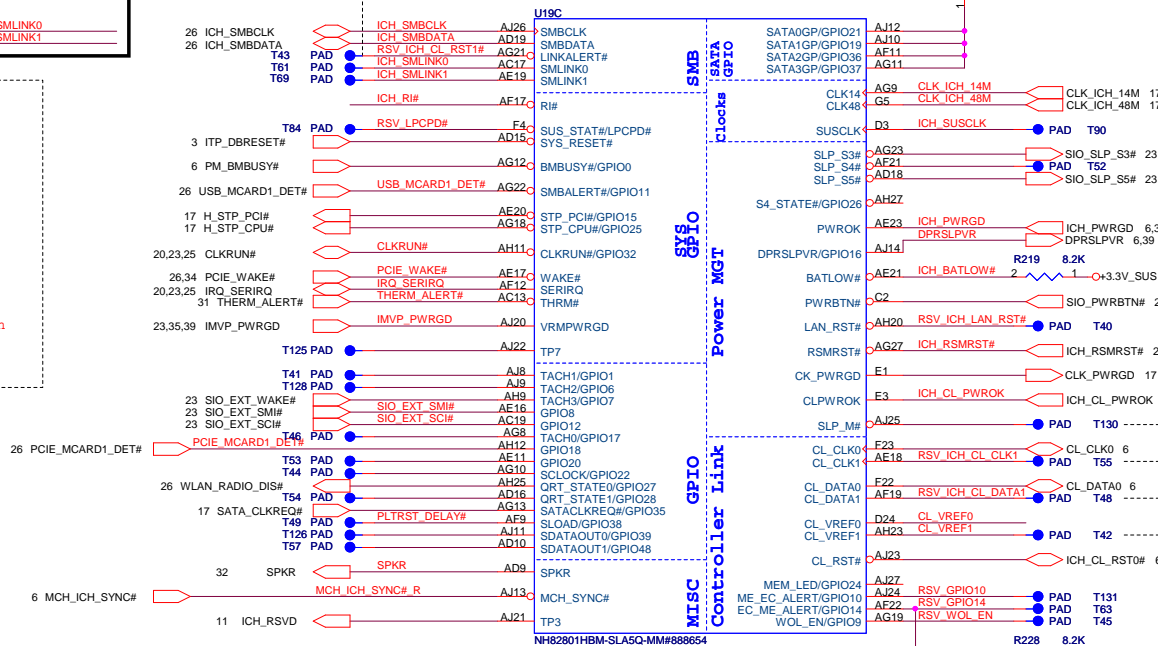 SMLINK0
SMLINK1
U19C
26 ICH_SMBCLK ICH_SMBCLK AJ26 SMBCLK
26 ICH_SMBDATA ICH_SMBDATA AD19 SMBDATA
T43 PAD RSV_ICH_CL_RST1# AG21 LINKALERT#
T61 PAD ICH_SMLINK0 AC17 SMLINK0
T69 PAD ICH_SMLINK1 AE19 SMLINK1
ICH_RI# AF17 RI#
T84 PAD RSV_LPCPD# F4 SUS_STAT#/LPCPD#
3 ITP_DBRESET# AD15 SYS_RESET#
6 PM_BMBUSY# AG12 BMBUSY#/GPIO0
26 USB_MCARD1_DET# USB_MCARD1_DET# AG22 SMBALERT#/GPIO11
17 H_STP_PCI# AE20 STP_PCI#/GPIO15
17 H_STP_CPU# AG18 STP_CPU#/GPIO25
20,23,25 CLKRUN# CLKRUN# AH11 CLKRUN#/GPIO32
26,34 PCIE_WAKE# PCIE_WAKE# AE17 WAKE#
20,23,25 IRQ_SERIRQ IRQ_SERIRQ AF12 SERIRQ
31 THERM_ALERT# THERM_ALERT# AC13 THRM#
23,35,39 IMVP_PWRGD IMVP_PWRGD AJ20 VRMPWRGD
T125 PAD AJ22 TP7
T41 PAD AJ8 TACH1/GPIO1
T128 PAD AJ9 TACH2/GPIO6
23 SIO_EXT_WAKE# AH9 TACH3/GPIO7
23 SIO_EXT_SMI# SIO_EXT_SMI# AE16 GPIO8
23 SIO_EXT_SCI# SIO_EXT_SCI# AC19 GPIO12
T46 PAD AG8 TACH0/GPIO17
26 PCIE_MCARD1_DET# PCIE_MCARD1_DET# AH12 GPIO18
T53 PAD AE11 GPIO20
T44 PAD AG10 SCLOCK/GPIO22
26 WLAN_RADIO_DIS# AH25 QRT_STATE0/GPIO27
T54 PAD AD16 QRT_STATE1/GPIO28
17 SATA_CLKREQ# AG13 SATACLKREQ#/GPIO35
T49 PAD PLTRST_DELAY# AF9 SLOAD/GPIO38
T126 PAD AJ11 SDATAOUT0/GPIO39
T57 PAD AD10 SDATAOUT1/GPIO48
32 SPKR SPKR AD9 SPKR
6 MCH_ICH_SYNC# MCH_ICH_SYNC#_R AJ13 MCH_SYNC#
11 ICH_RSVD AJ21 TP3
SMB
SATA
GPIO
Clocks
SYS
GPIO
Power MGT
GPIO
Controller Link
MISC
SATA0GP/GPIO21 AJ12
SATA1GP/GPIO19 AJ10
SATA2GP/GPIO36 AF11
SATA3GP/GPIO37 AG11
CLK14 AG9 CLK_ICH_14M CLK_ICH_14M 17
CLK48 G5 CLK_ICH_48M CLK_ICH_48M 17
SUSCLK D3 ICH_SUSCLK PAD T90
SLP_S3# AG23 SIO_SLP_S3# 23
SLP_S4# AF21 PAD T52
SLP_S5# AD18 SIO_SLP_S5# 23
S4_STATE#/GPIO26 AH27
PWROK AE23 ICH_PWRGD ICH_PWRGD 6,3
DPRSLPVR/GPIO16 AJ14 DPRSLPVR DPRSLPVR 6,39
R219 8.2K
BATLOW# AE21 ICH_BATLOW# 2 1 +3.3V_SUS
PWRBTN# C2 SIO_PWRBTN# 2
LAN_RST# AH20 RSV_ICH_LAN_RST# PAD T40
RSMRST# AG27 ICH_RSMRST# ICH_RSMRST# 2
CK_PWRGD E1 CLK_PWRGD 17
CLPWROK E3 ICH_CL_PWROK ICH_CL_PWROK
SLP_M# AJ25 PAD T130
CL_CLK0 F23 CL_CLK0 6
CL_CLK1 AE18 RSV_ICH_CL_CLK1 PAD T55
CL_DATA0 F22 CL_DATA0 6
CL_DATA1 AF19 RSV_ICH_CL_DATA1 PAD T48
CL_VREF0 D24 CL_VREF0
CL_VREF1 AH23 CL_VREF1 PAD T42
CL_RST# AJ23 ICH_CL_RST0# 6
MEM_LED/GPIO24 AJ27
ME_EC_ALERT/GPIO10 AJ24 RSV_GPIO10 PAD T131
EC_ME_ALERT/GPIO14 AF22 RSV_GPIO14 PAD T63
WOL_EN/GPIO9 AG19 RSV_WOL_EN PAD T45
NH82801HBM-SLA5Q-MM#888654
R228 8.2K